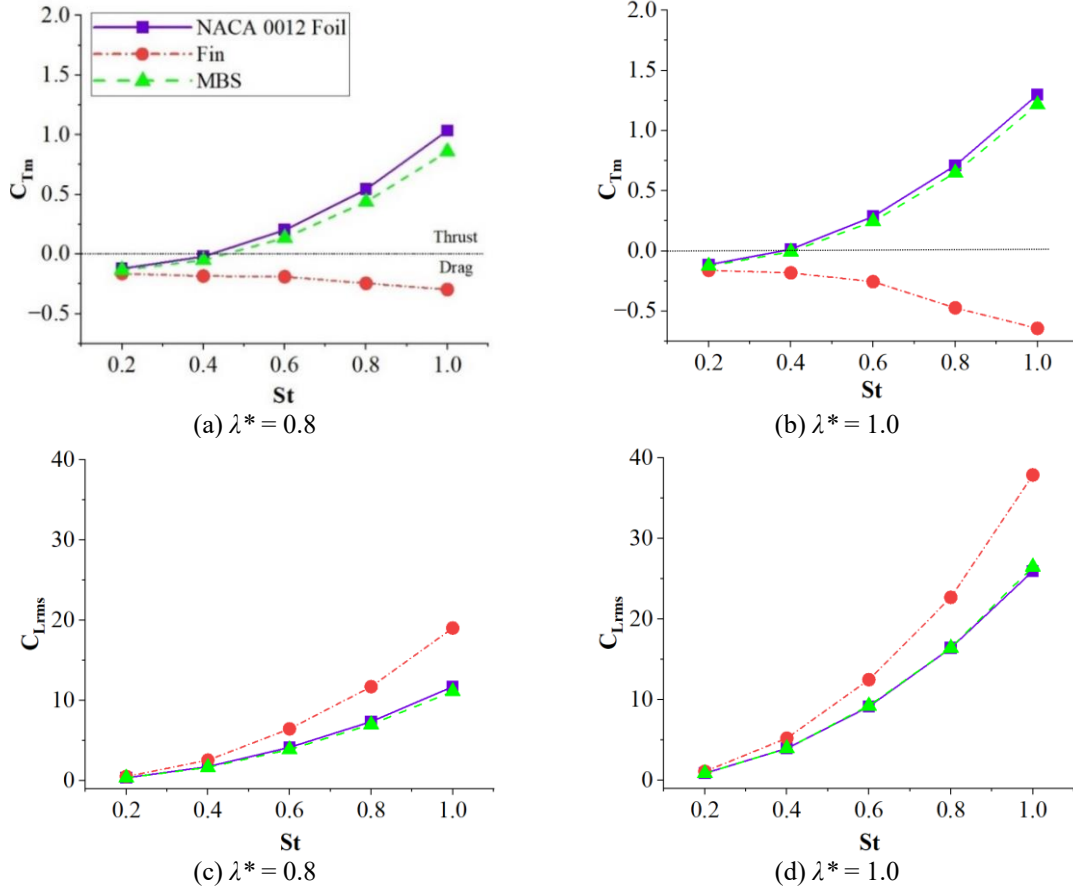 2.0
1.5
1.0
0.5
0.0
−0.5
C_Tm
NACA 0012 Foil
Fin
MBS
Thrust
Drag
0.2 0.4 0.6 0.8 1.0
St
(a) λ* = 0.8
2.0
1.5
1.0
0.5
0.0
−0.5
C_Tm
0.2 0.4 0.6 0.8 1.0
St
(b) λ* = 1.0
40
30
20
10
0
C_Lrms
0.2 0.4 0.6 0.8 1.0
St
(c) λ* = 0.8
40
30
20
10
0
C_Lrms
0.2 0.4 0.6 0.8 1.0
St
(d) λ* = 1.0